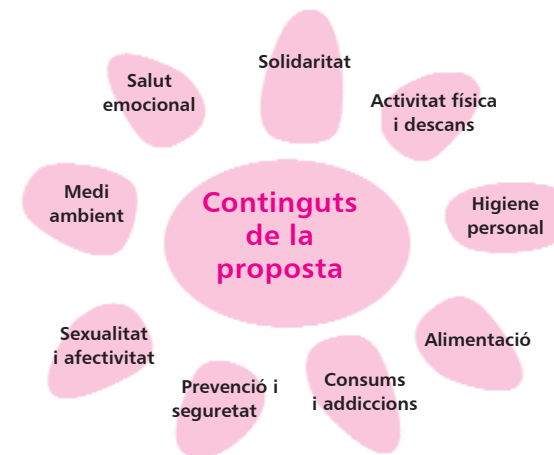 Solidaritat
Salut
emocional
Activitat física
i descans
Medi
ambient
Continguts
de la
proposta
Higiene
personal
Sexualitat
i afectivitat
Alimentació
Prevenció i
seguretat
Consums
i addiccions